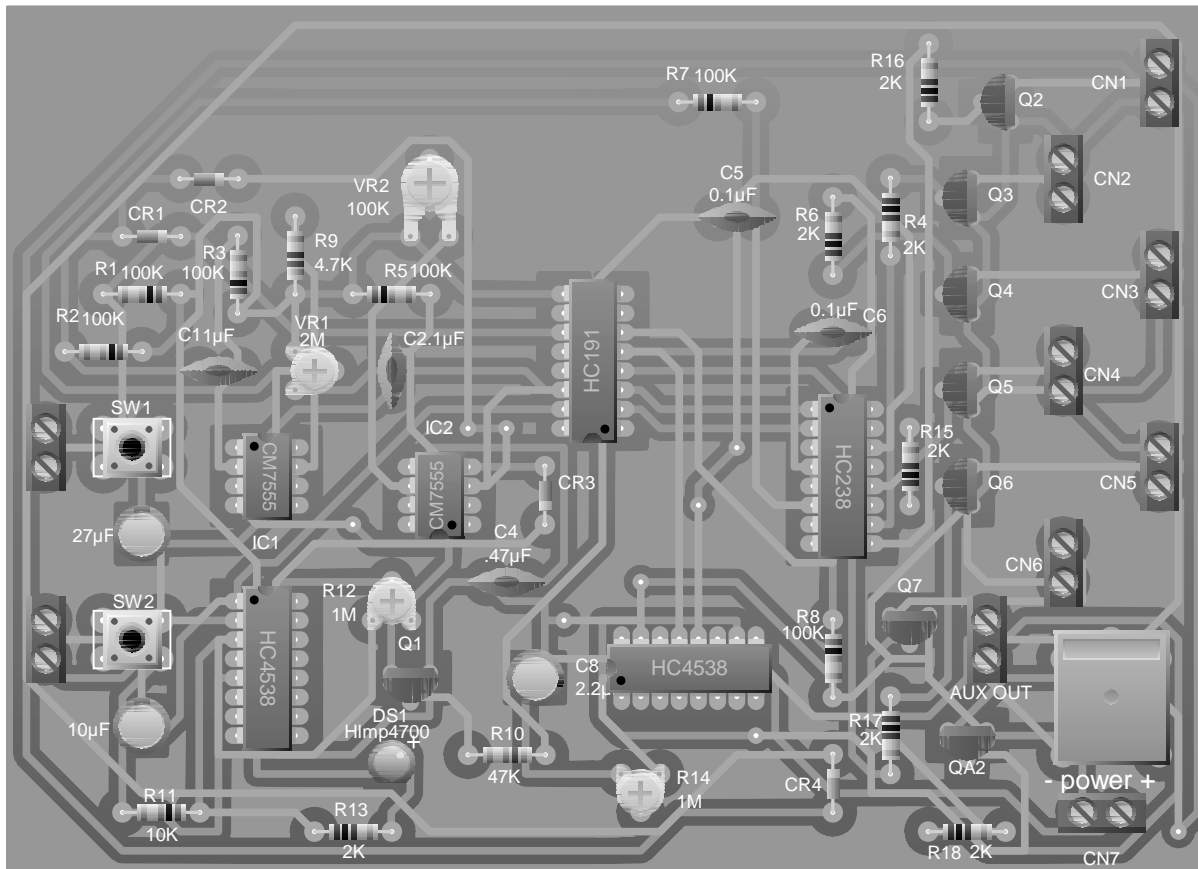 R16
2K
Q2
CN1
R7 100K
CN2
VR2
100K
CR2
C5
0.1µF
Q3
CR1
R6
2K
R4
2K
R9
4.7K
R3
100K
R1 100K
R5 100K
Q4
CN3
R2
100K
C1 1µF
VR1
2M
C2 .1µF
0.1µF
C6
HC191
CN4
Q5
SW1
IC2
R15
2K
CM7555
CM7555
CR3
HC238
Q6
CN5
27µF
IC1
C4
.47µF
CN6
R12
1M
Q7
SW2
Q1
R8
100K
HC4538
C8
2.2µ
HC4538
AUX OUT
10µF
DS1
Hlmp4700
+
R17
2K
R10
47K
QA2
R14
1M
CR4
- power +
R11
10K
R13
2K
R18
2K
CN7